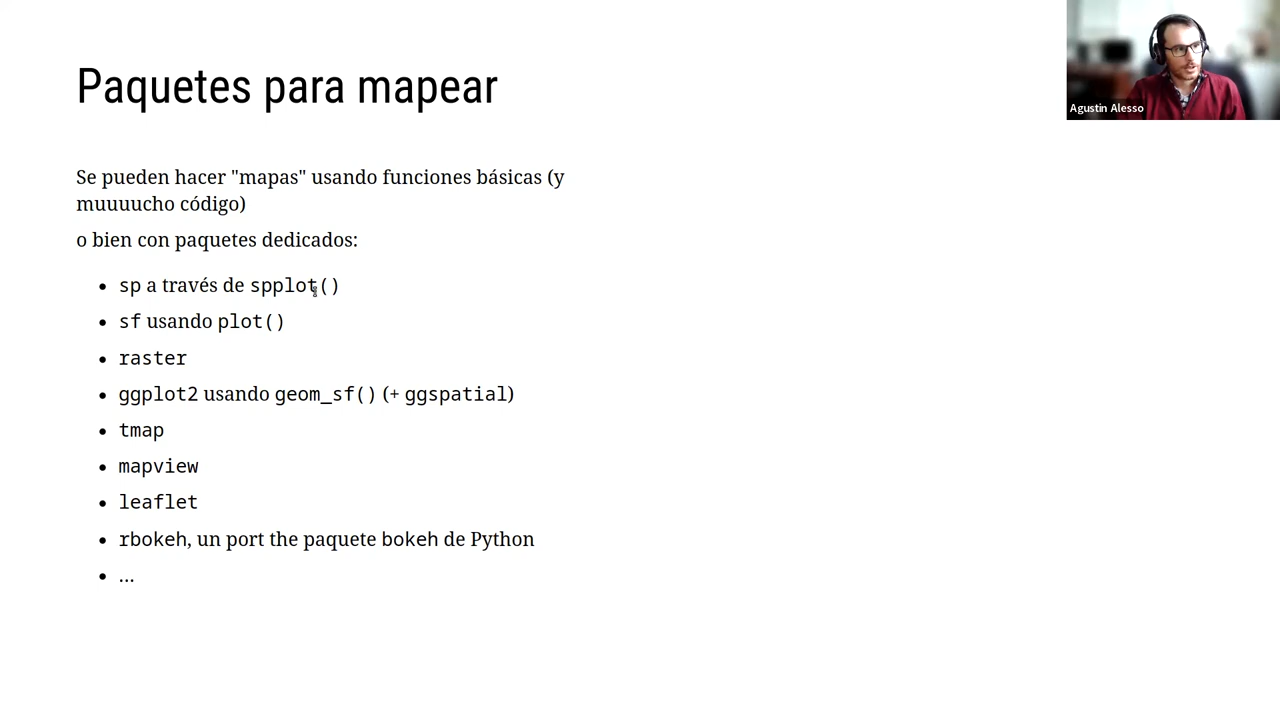 Paquetes para mapear
Agustin Alesso
Se pueden hacer "mapas" usando funciones básicas (y
muuuucho código)
o bien con paquetes dedicados:
• sp a través de spplot()
• sf usando plot()
• raster
• ggplot2 usando geom_sf() (+ ggspatial)
• tmap
• mapview
• leaflet
• rbokeh, un port the paquete bokeh de Python
• ...